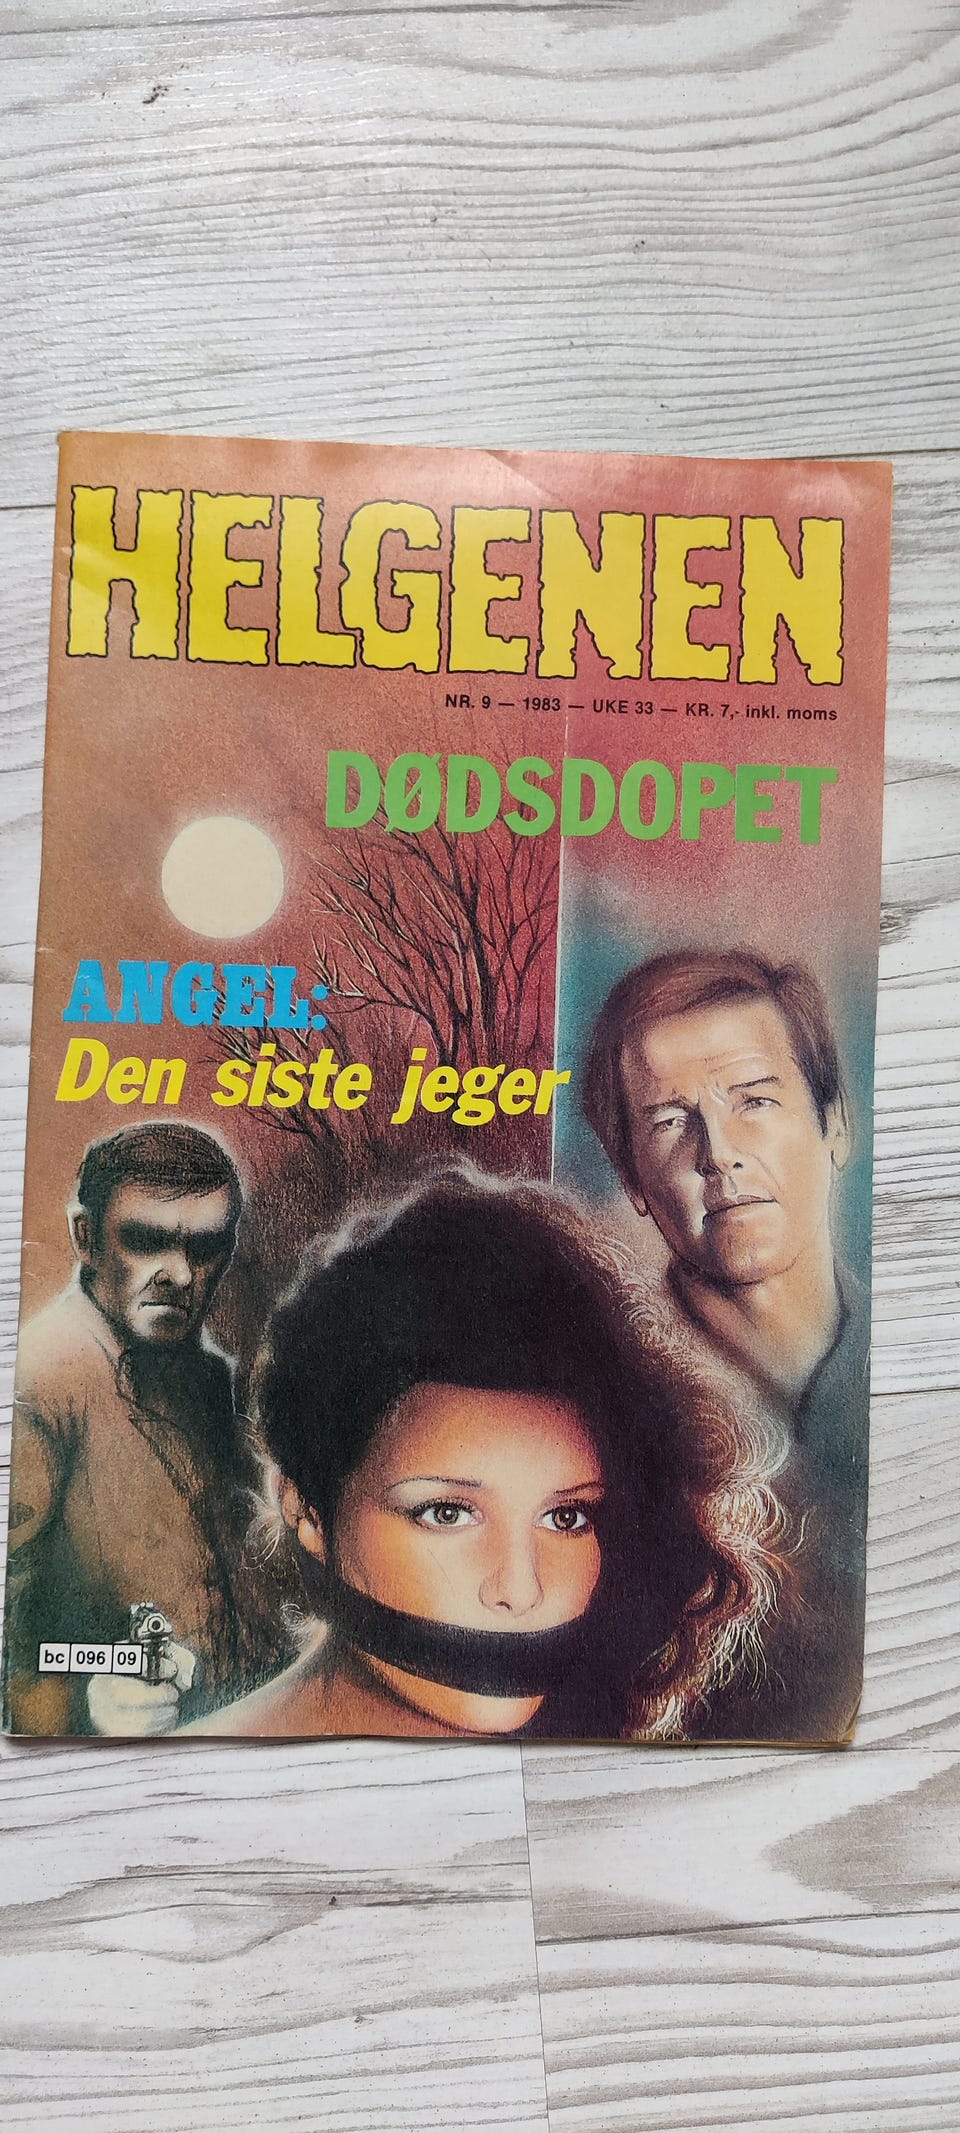 HELGENEN
NR. 9 — 1983 — UKE 33 — KR. 7,- inkl. moms
DØDSDOPET
ANGEL:
Den siste jeger
bc 096 09